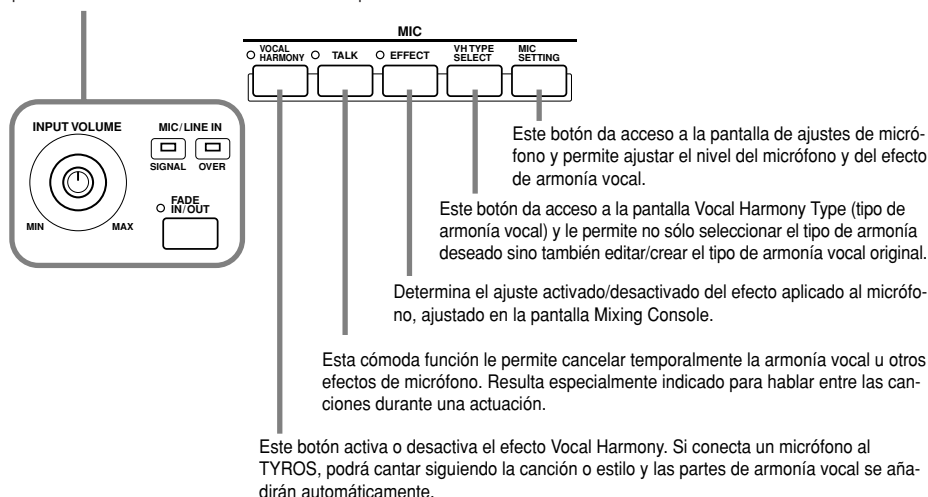 MIC
VOCAL HARMONY
TALK
EFFECT
VH TYPE SELECT
MIC SETTING
INPUT VOLUME
MIC/LINE IN
SIGNAL OVER
FADE IN/OUT
MIN MAX
Este botón da acceso a la pantalla de ajustes de micró-
fono y permite ajustar el nivel del micrófono y del efecto
de armonía vocal.
Este botón da acceso a la pantalla Vocal Harmony Type (tipo de
armonía vocal) y le permite no sólo seleccionar el tipo de armonía
deseado sino también editar/crear el tipo de armonía vocal original.
Determina el ajuste activado/desactivado del efecto aplicado al micrófo-
no, ajustado en la pantalla Mixing Console.
Esta cómoda función le permite cancelar temporalmente la armonía vocal u otros
efectos de micrófono. Resulta especialmente indicado para hablar entre las can-
ciones durante una actuación.
Este botón activa o desactiva el efecto Vocal Harmony. Si conecta un micrófono al
TYROS, podrá cantar siguiendo la canción o estilo y las partes de armonía vocal se aña-
dirán automáticamente.